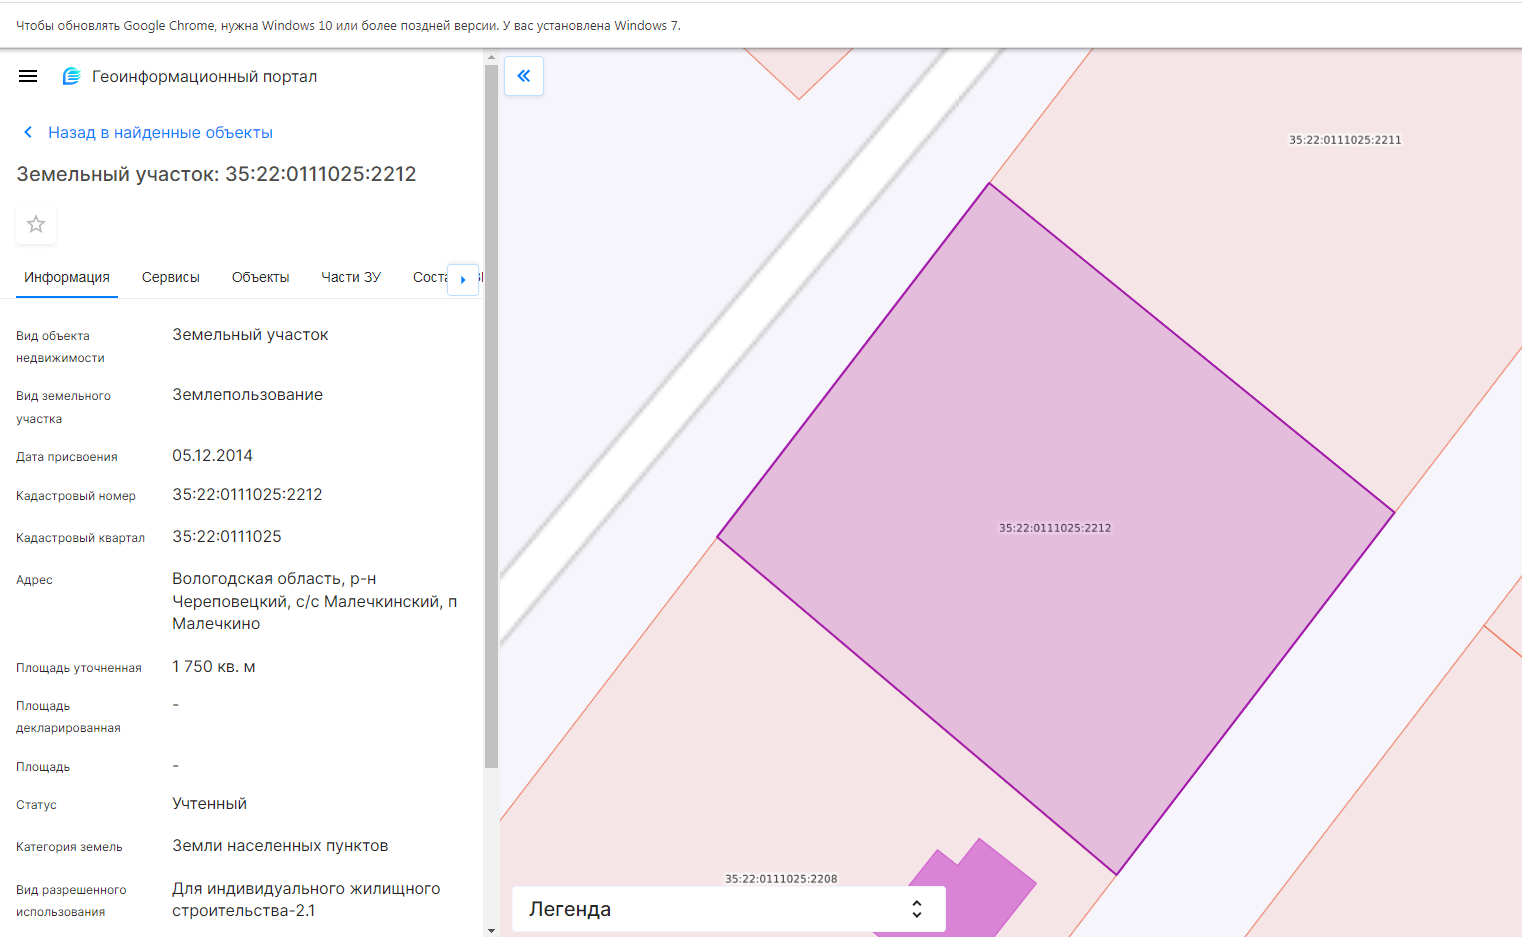 Чтобы обновлять Google Chrome, нужна Windows 10 или более поздней версии. У вас установлена Windows 7.
Геоинформационный портал
Назад в найденные объекты
Земельный участок: 35:22:0111025:2212
Информация Сервисы Объекты Части ЗУ
Вид объекта недвижимости
Земельный участок
Вид земельного участка
Землепользование
Дата присвоения
05.12.2014
Кадастровый номер
35:22:0111025:2212
Кадастровый квартал
35:22:0111025
Адрес
Вологодская область, р-н
Череповецкий, с/с Малечкинский, п
Малечкино
Площадь уточненная
1 750 кв. м
Площадь декларированная
-
Площадь
-
Статус
Учтенный
Категория земель
Земли населенных пунктов
Вид разрешенного использования
Для индивидуального жилищного
строительства-2.1
35:22:0111025:2211
35:22:0111025:2212
35:22:0111025:2208
Легенда